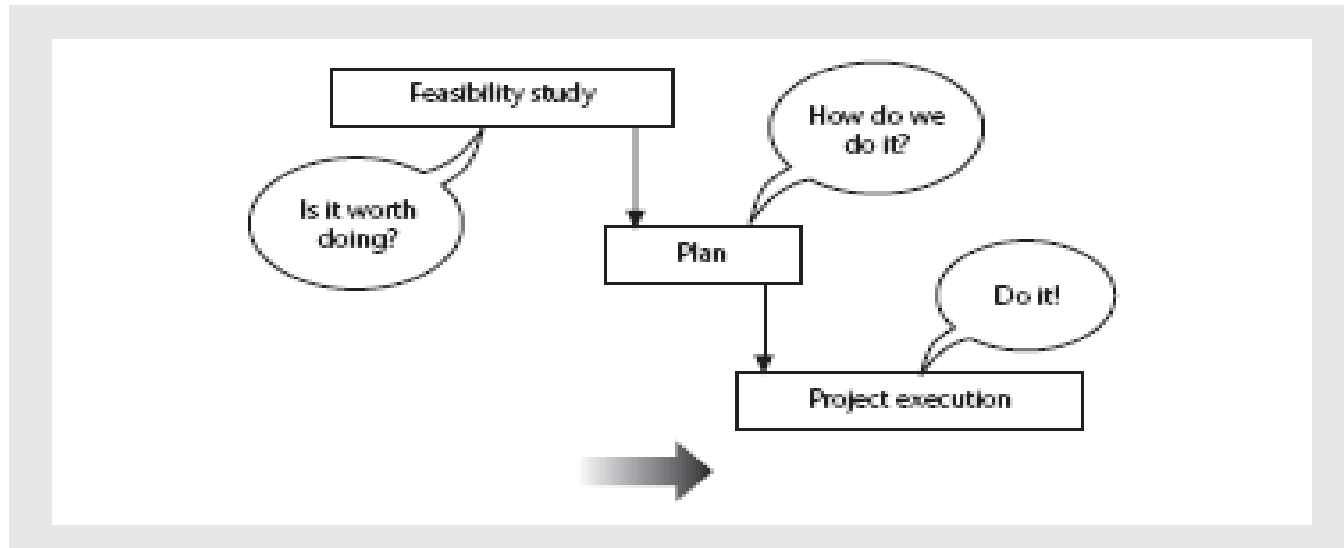 Feasibility study
How do we
do it?
Is it worth
doing?
Plan
Do it!
Project execution